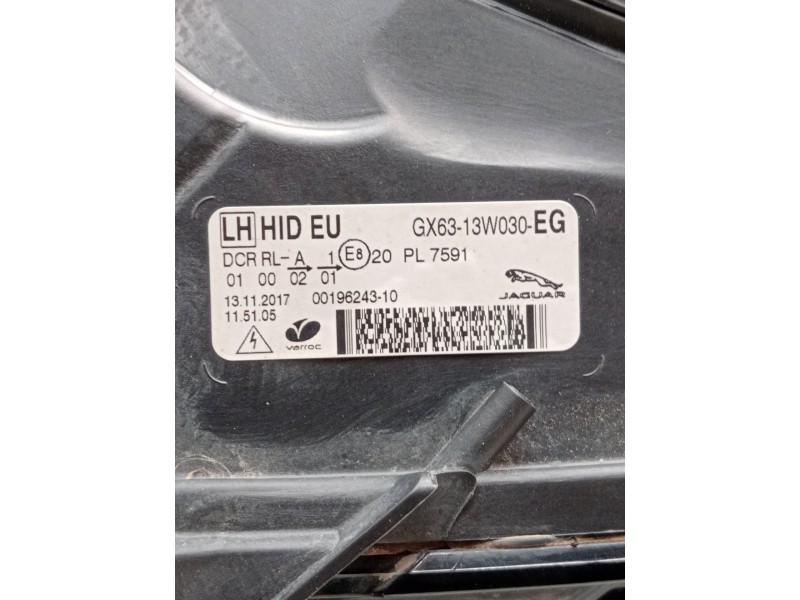 LH HID EU GX63-13W030-EG
DCR RL- A 1 E8 20 PL 7591
01 00 02 01
JAGUAR
13.11.2017 00196243-10
11.51.05
varroc